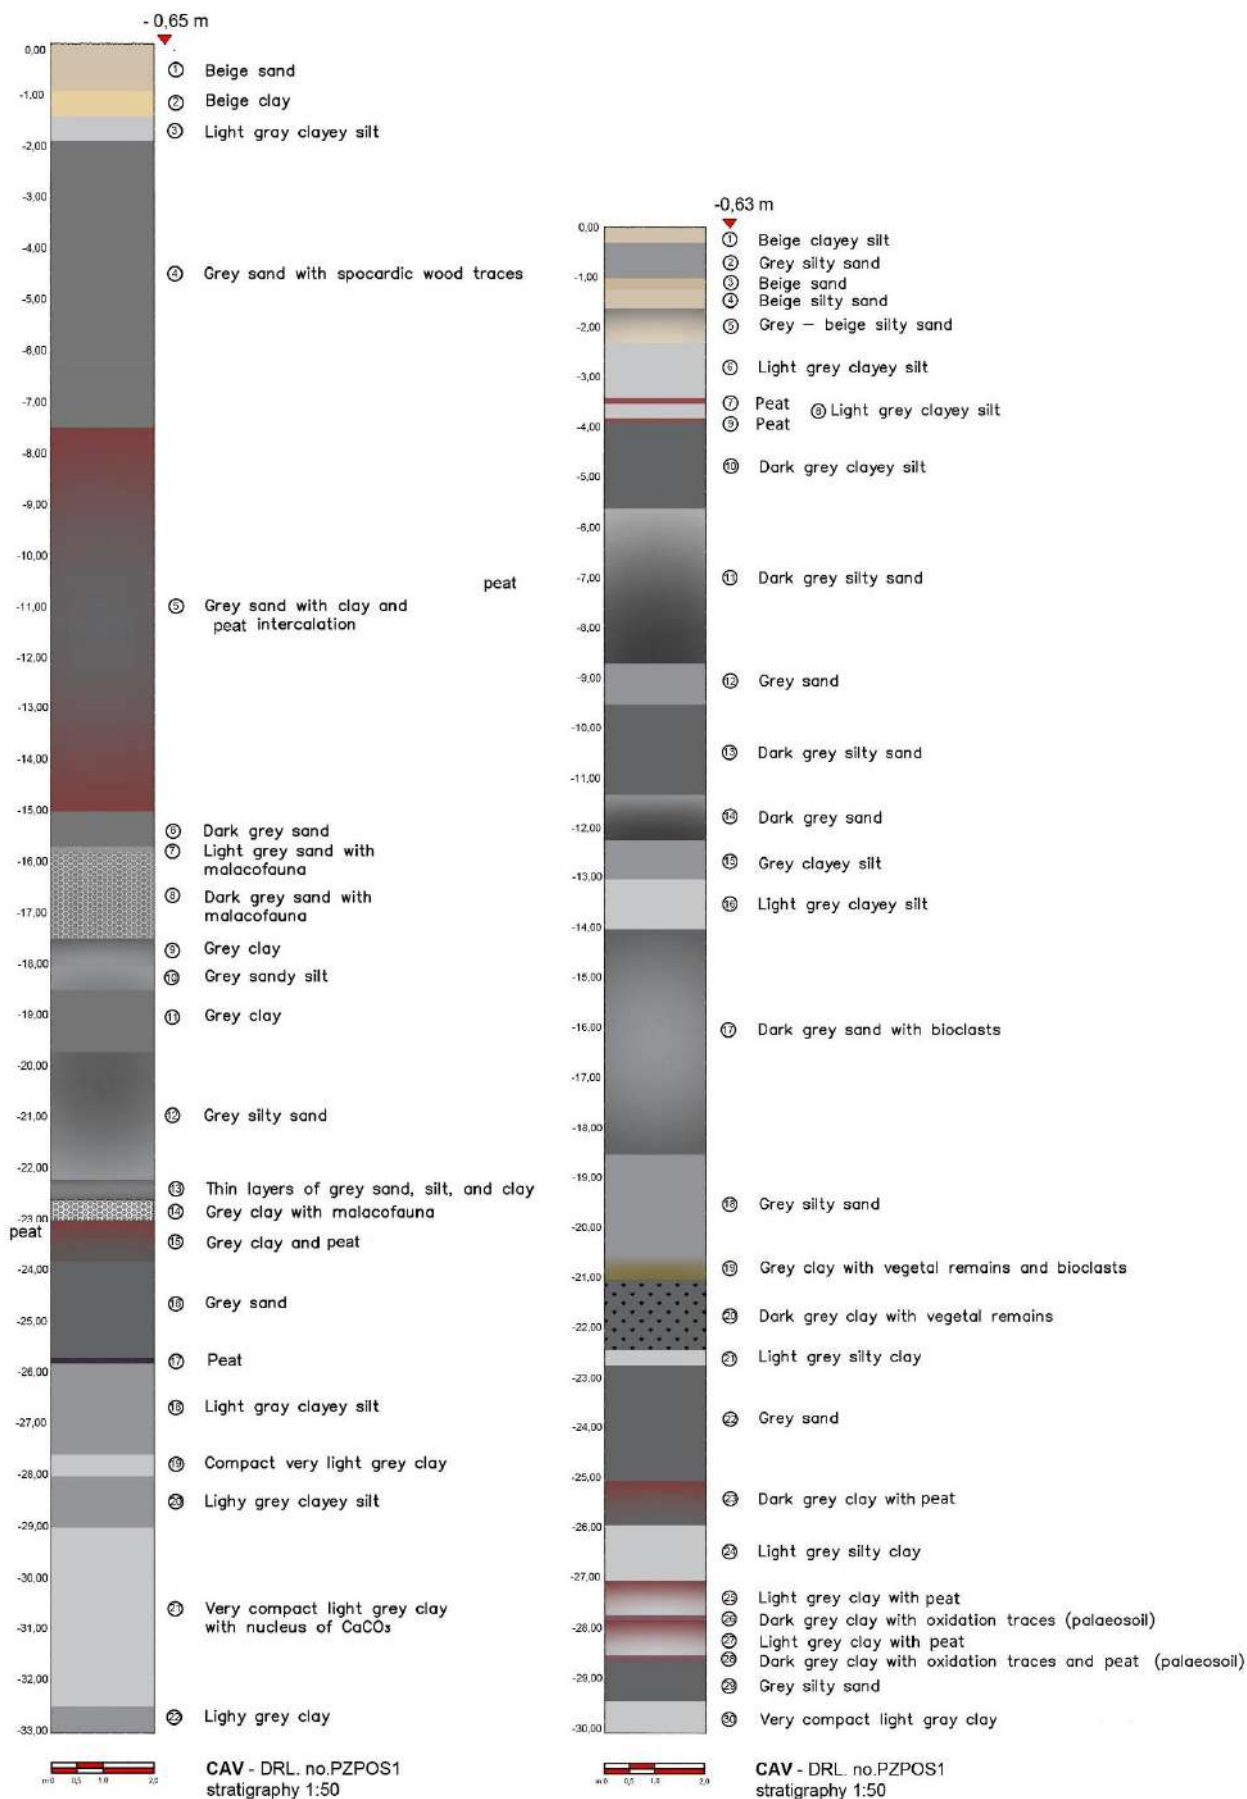 - 0,65 m
0,00
① Beige sand
-1,00
② Beige clay
③ Light gray clayey silt
-2,00
-3,00
-4,00
④ Grey sand with spocardic wood traces
-5,00
-6,00
-7,00
-8,00
-9,00
-10,00
-11,00
⑤ Grey sand with clay and
peat intercalation
-12,00
-13,00
-14,00
-15,00
⑥ Dark grey sand
⑦ Light grey sand with
malacofauna
-16,00
⑧ Dark grey sand with
malacofauna
-17,00
⑨ Grey clay
-18,00
⑩ Grey sandy silt
-19,00
⑪ Grey clay
-20,00
-21,00
⑫ Grey silty sand
-22,00
⑬ Thin layers of grey sand, silt, and clay
⑭ Grey clay with malacofauna
-23,00
peat
⑮ Grey clay and peat
-24,00
⑯ Grey sand
-25,00
⑰ Peat
-26,00
⑱ Light gray clayey silt
-27,00
⑲ Compact very light grey clay
-28,00
⑳ Lighy grey clayey silt
-29,00
-30,00
㉑ Very compact light grey clay
with nucleus of CaCO₃
-31,00
-32,00
㉒ Lighy grey clay
-33,00
m 0 0,5 1,0 2,0
CAV - DRL. no.PZPOS1
stratigraphy 1:50
peat
-0,63 m
0,00
① Beige clayey silt
② Grey silty sand
-1,00
③ Beige sand
④ Beige silty sand
-2,00
⑤ Grey – beige silty sand
⑥ Light grey clayey silt
-3,00
⑦ Peat ⑧ Light grey clayey silt
⑨ Peat
-4,00
⑩ Dark grey clayey silt
-5,00
-6,00
-7,00
⑪ Dark grey silty sand
-8,00
-9,00
⑫ Grey sand
-10,00
⑬ Dark grey silty sand
-11,00
⑭ Dark grey sand
-12,00
⑮ Grey clayey silt
-13,00
⑯ Light grey clayey silt
-14,00
-15,00
-16,00
⑰ Dark grey sand with bioclasts
-17,00
-18,00
-19,00
⑱ Grey silty sand
-20,00
⑲ Grey clay with vegetal remains and bioclasts
-21,00
⑳ Dark grey clay with vegetal remains
-22,00
㉑ Light grey silty clay
-23,00
㉒ Grey sand
-24,00
-25,00
㉓ Dark grey clay with peat
-26,00
㉔ Light grey silty clay
-27,00
㉕ Light grey clay with peat
㉖ Dark grey clay with oxidation traces (palaeosoil)
-28,00
㉗ Light grey clay with peat
㉘ Dark grey clay with oxidation traces and peat (palaeosoil)
-29,00
㉙ Grey silty sand
㉚ Very compact light gray clay
-30,00
m 0 0,5 1,0 2,0
CAV - DRL. no.PZPOS1
stratigraphy 1:50